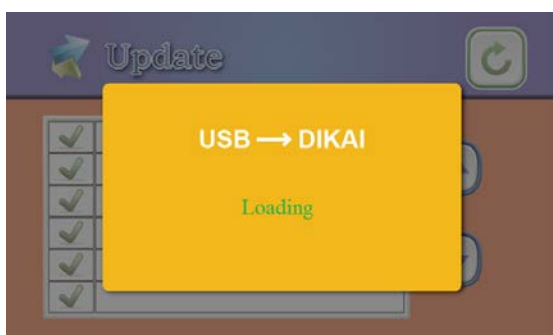 Update
USB → DIKAI
Loading